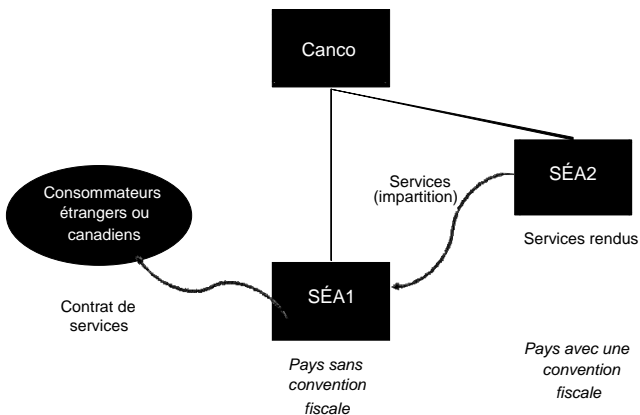 Canco
SÉA2
Services
(impartition)
Services rendus
Consommateurs
étrangers ou
canadiens
SÉA1
Contrat de
services
Pays sans
convention
fiscale
Pays avec une
convention
fiscale